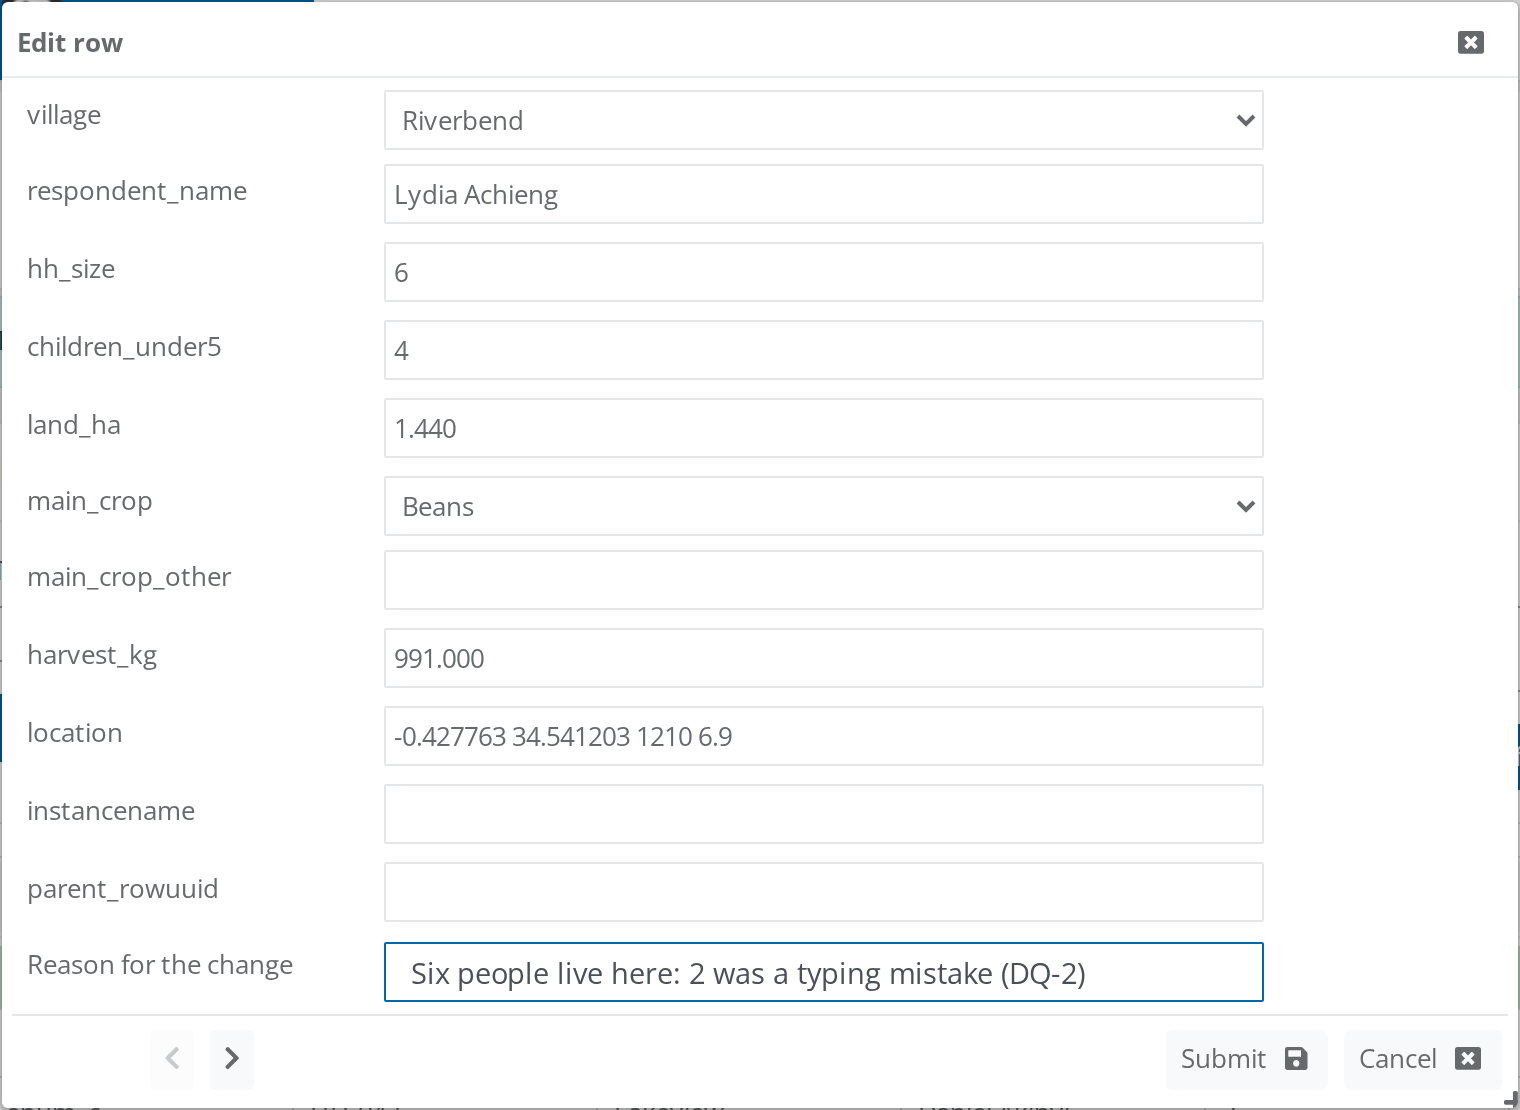 Edit row
village
Riverbend
respondent_name
Lydia Achieng
hh_size
6
children_under5
4
land_ha
1.440
main_crop
Beans
main_crop_other
harvest_kg
991.000
location
-0.427763 34.541203 1210 6.9
instancename
parent_rowuuid
Reason for the change
Six people live here: 2 was a typing mistake (DQ-2)
Submit
Cancel